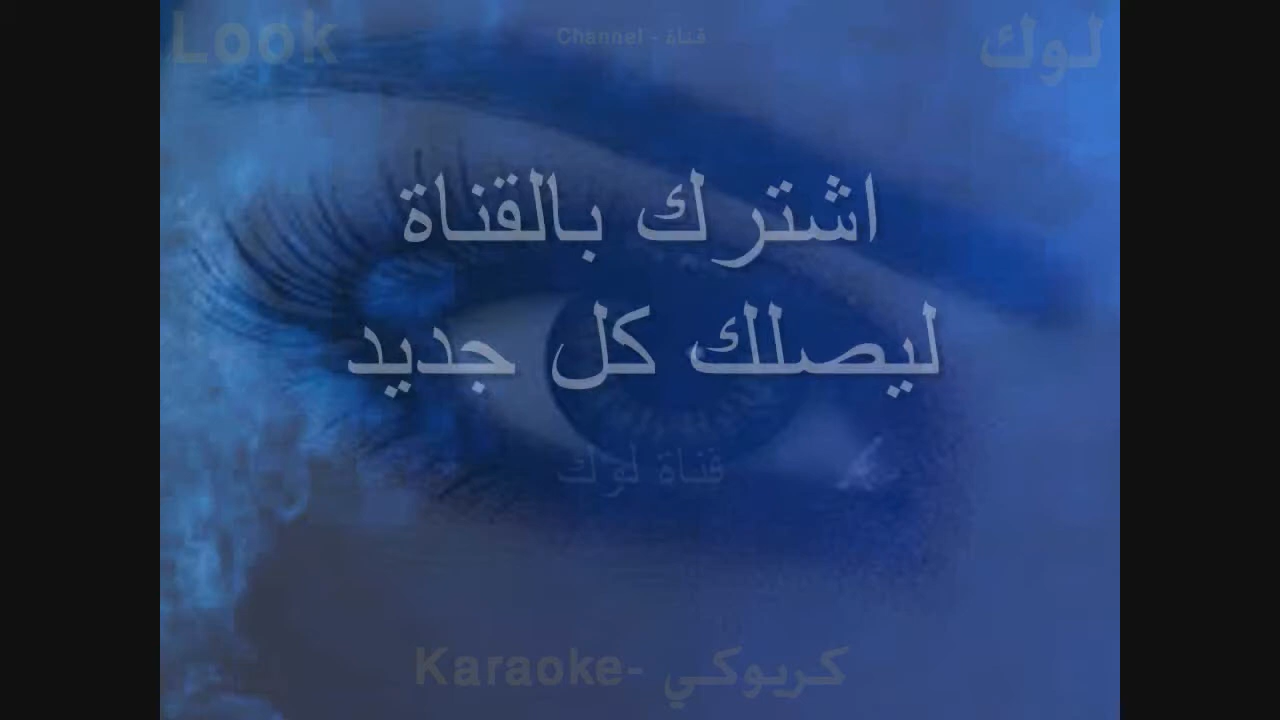 Look
Channel - قناة
لوك
اشترك بالقناة
ليصلك كل جديد
قناة لوك
Karaoke- كريوكي